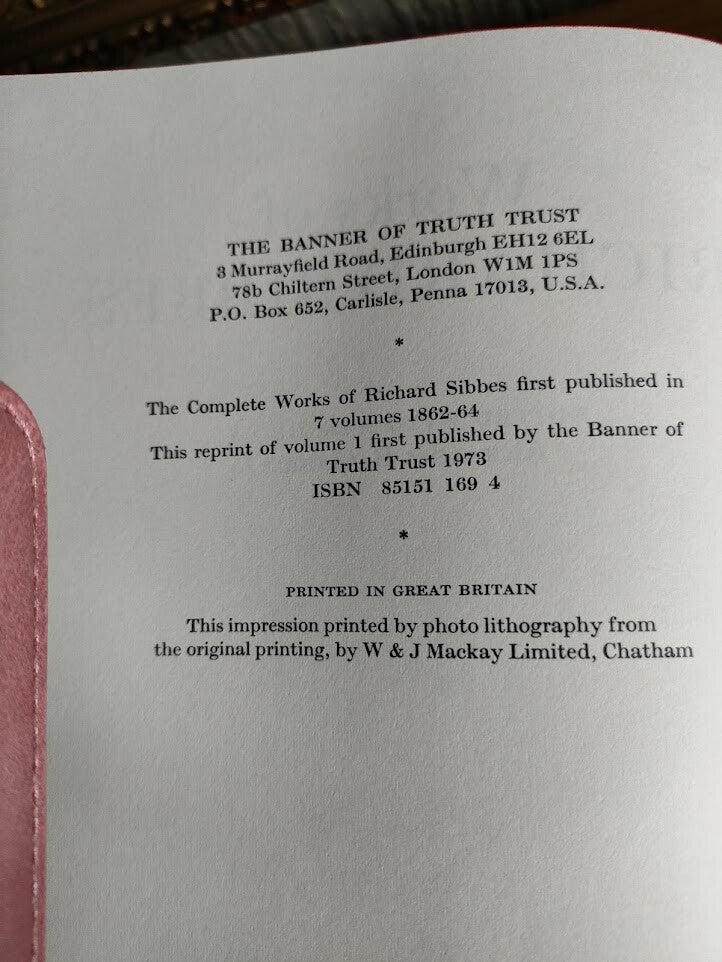 THE BANNER OF TRUTH TRUST
3 Murrayfield Road, Edinburgh EH12 6EL
78b Chiltern Street, London W1M 1PS
P.O. Box 652, Carlisle, Penna 17013, U.S.A.
*
The Complete Works of Richard Sibbes first published in
7 volumes 1862-64
This reprint of volume 1 first published by the Banner of
Truth Trust 1973
ISBN 85151 169 4
*
PRINTED IN GREAT BRITAIN
This impression printed by photo lithography from
the original printing, by W & J Mackay Limited, Chatham